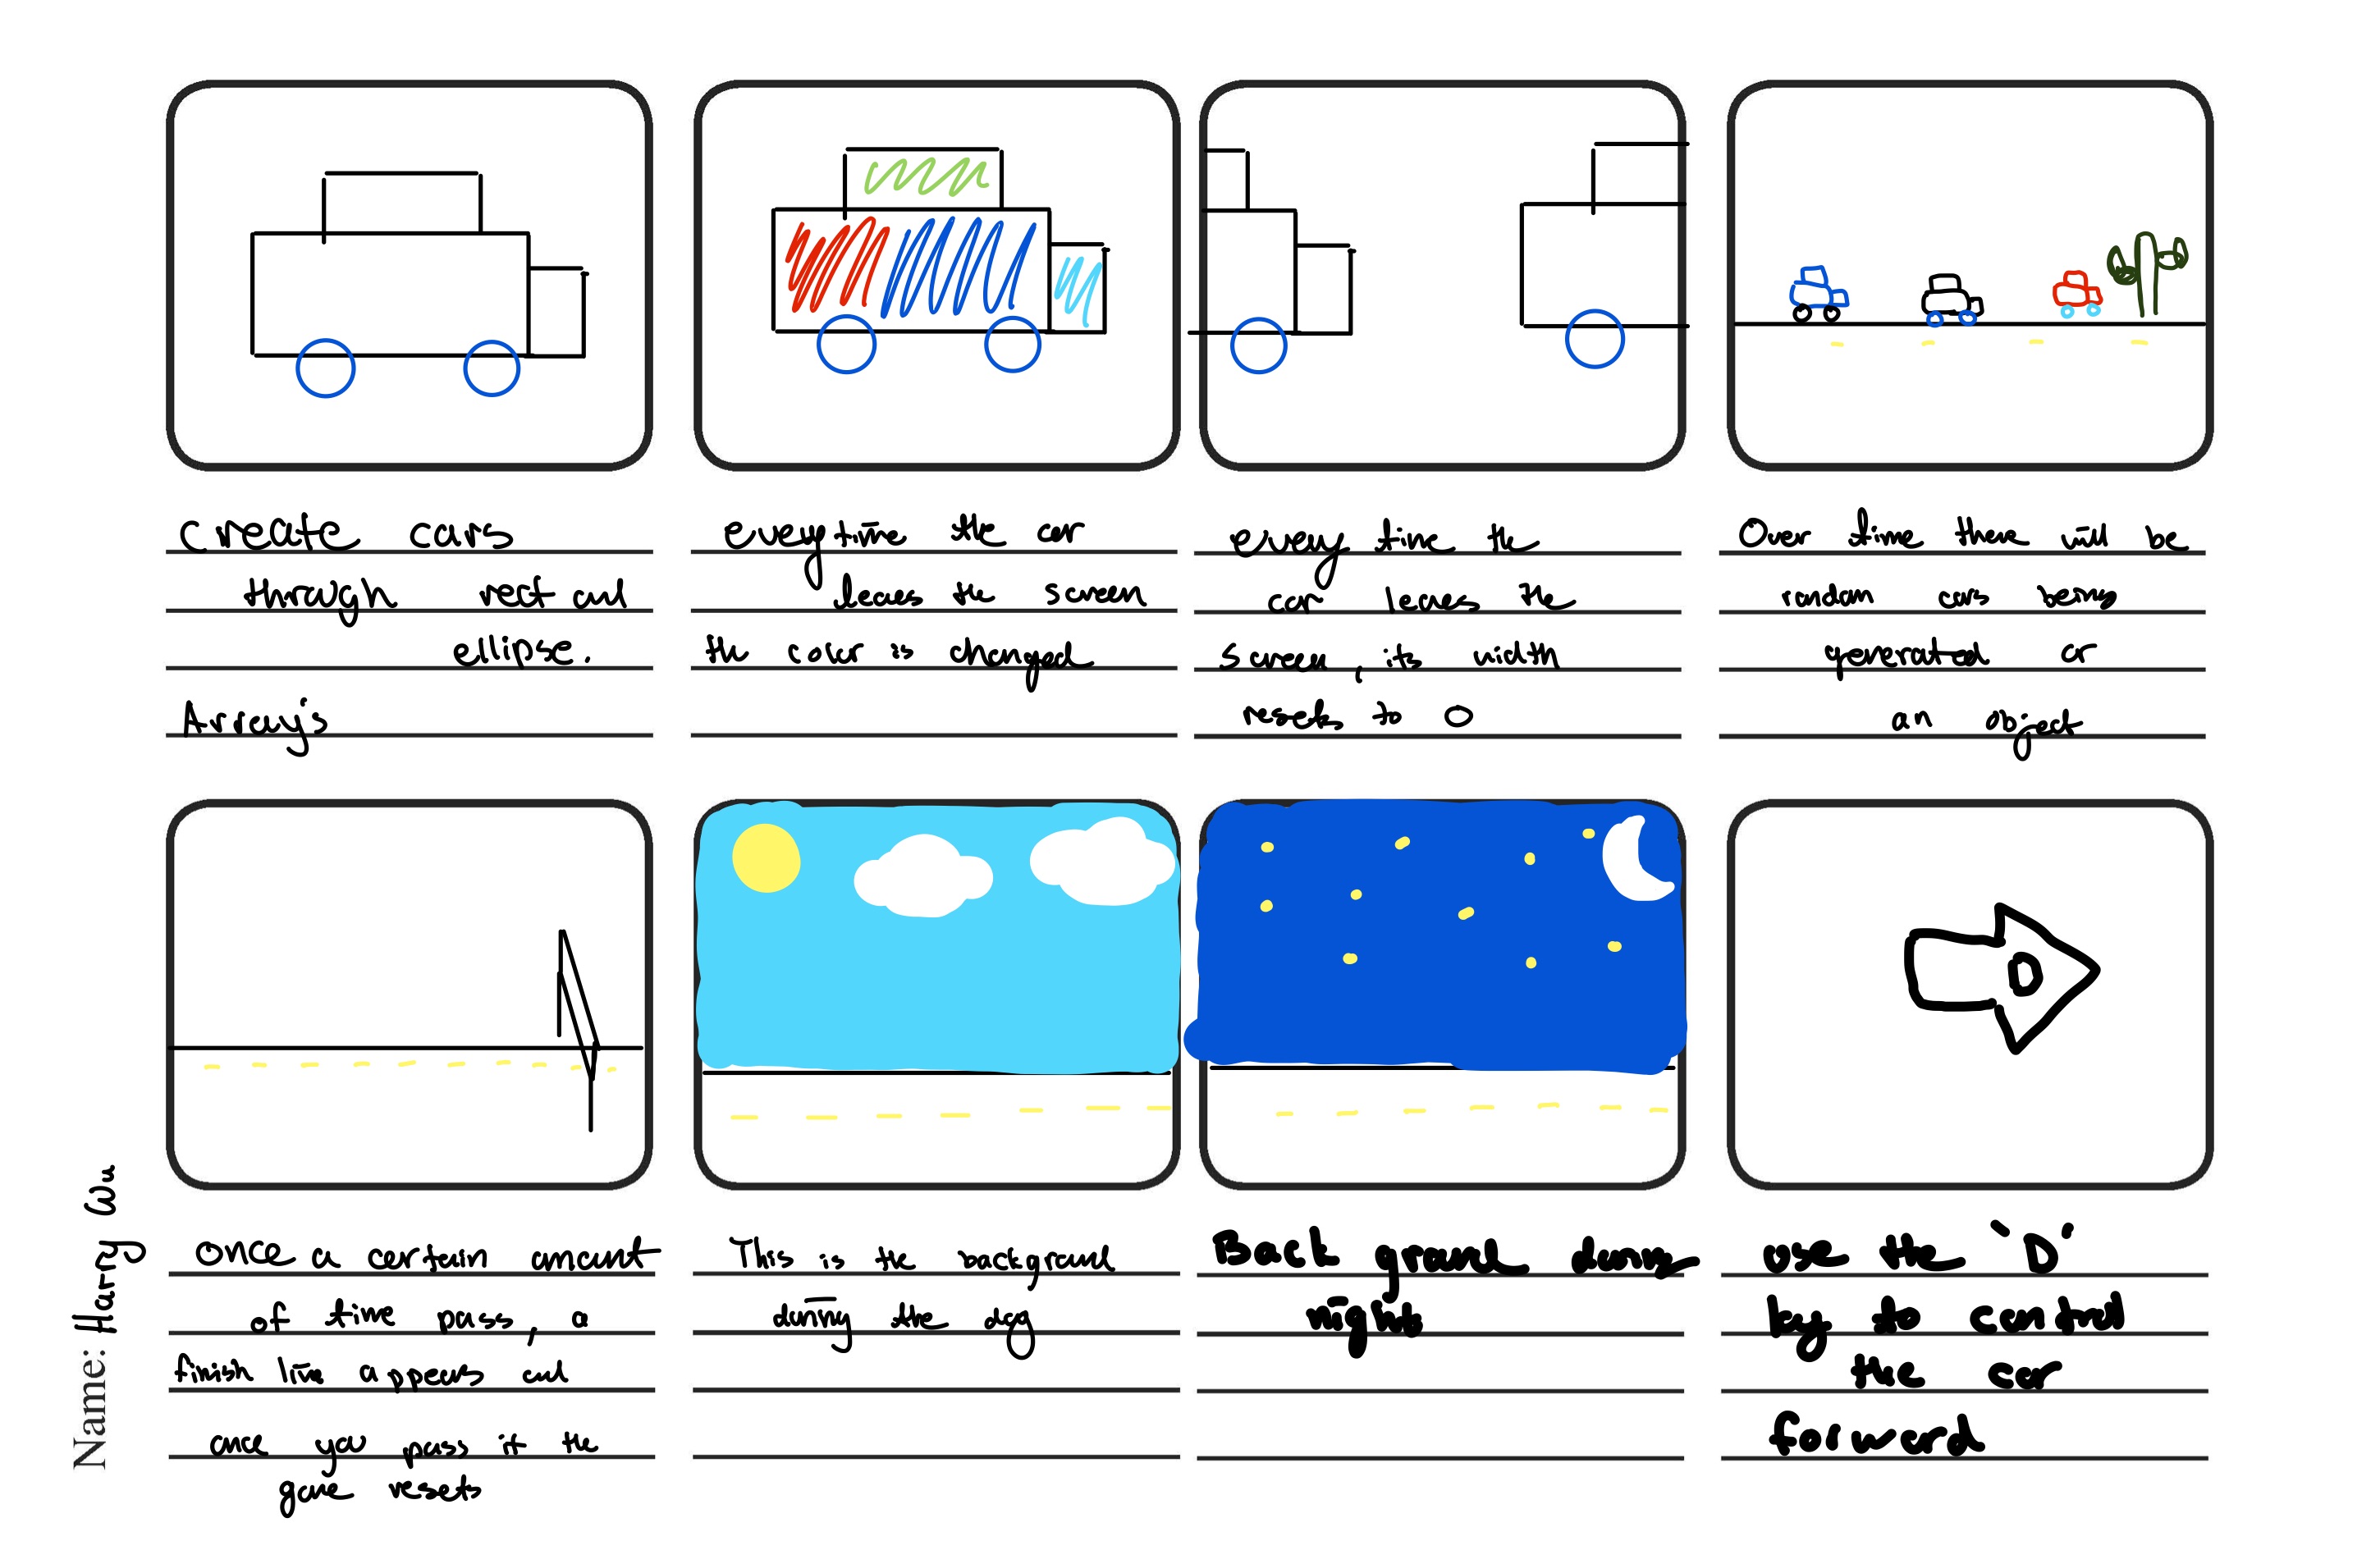 create cars
through rect and
ellipse.
Array's
everytime the car
leaves the screen
the colour is changed
every time the
car leaves the
screen, its width
resets to 0
Over time there will be
random cars being
generated or
an object
D
Name: Harry Wu
once a certain amount
of time pass, a
finish line appears and
once you pass it the
game resets
This is the background
during the day
Back ground during
night
use the 'D'
key to control
the car
forward